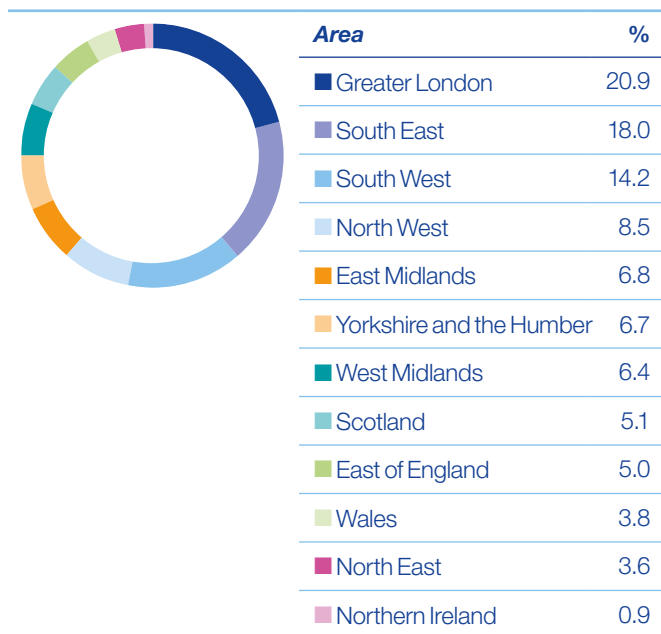 Area %
Greater London 20.9
South East 18.0
South West 14.2
North West 8.5
East Midlands 6.8
Yorkshire and the Humber 6.7
West Midlands 6.4
Scotland 5.1
East of England 5.0
Wales 3.8
North East 3.6
Northern Ireland 0.9